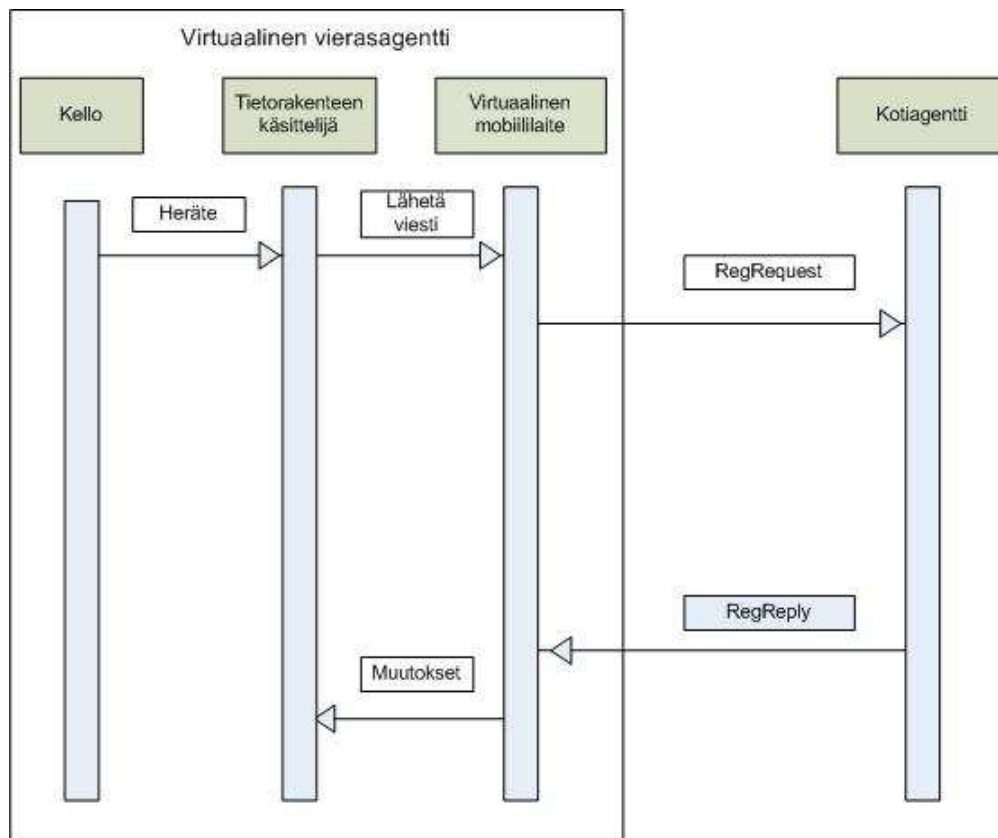 Virtuaalinen vierasagentti
Kello
Tietorakenteen
käsittelijä
Virtuaalinen
mobiililaite
Kotiagentti
Heräte
Lähetä
viesti
RegRequest
RegReply
Muutokset